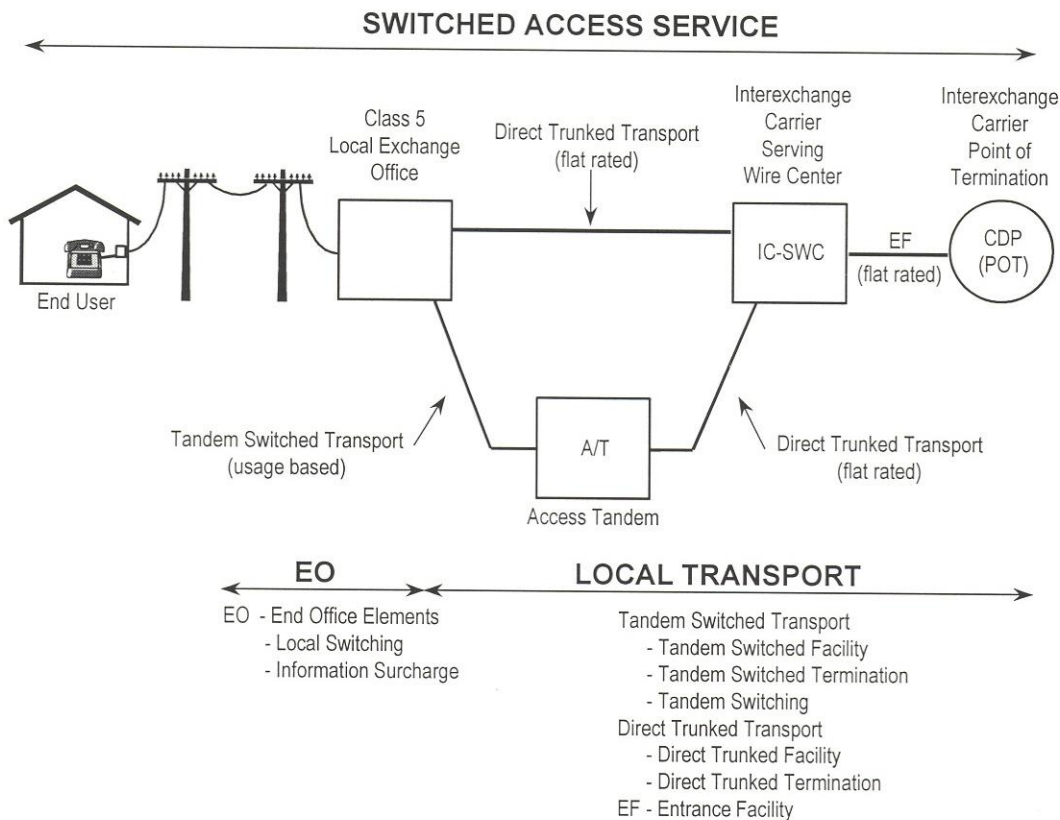 SWITCHED ACCESS SERVICE
Class 5
Local Exchange
Office
Direct Trunked Transport
(flat rated)
Interexchange
Carrier
Serving
Wire Center
Interexchange
Carrier
Point of
Termination
End User
IC-SWC
EF
(flat rated)
CDP
(POT)
Tandem Switched Transport
(usage based)
A/T
Access Tandem
Direct Trunked Transport
(flat rated)
EO
LOCAL TRANSPORT
EO - End Office Elements
- Local Switching
- Information Surcharge
Tandem Switched Transport
- Tandem Switched Facility
- Tandem Switched Termination
- Tandem Switching
Direct Trunked Transport
- Direct Trunked Facility
- Direct Trunked Termination
EF - Entrance Facility